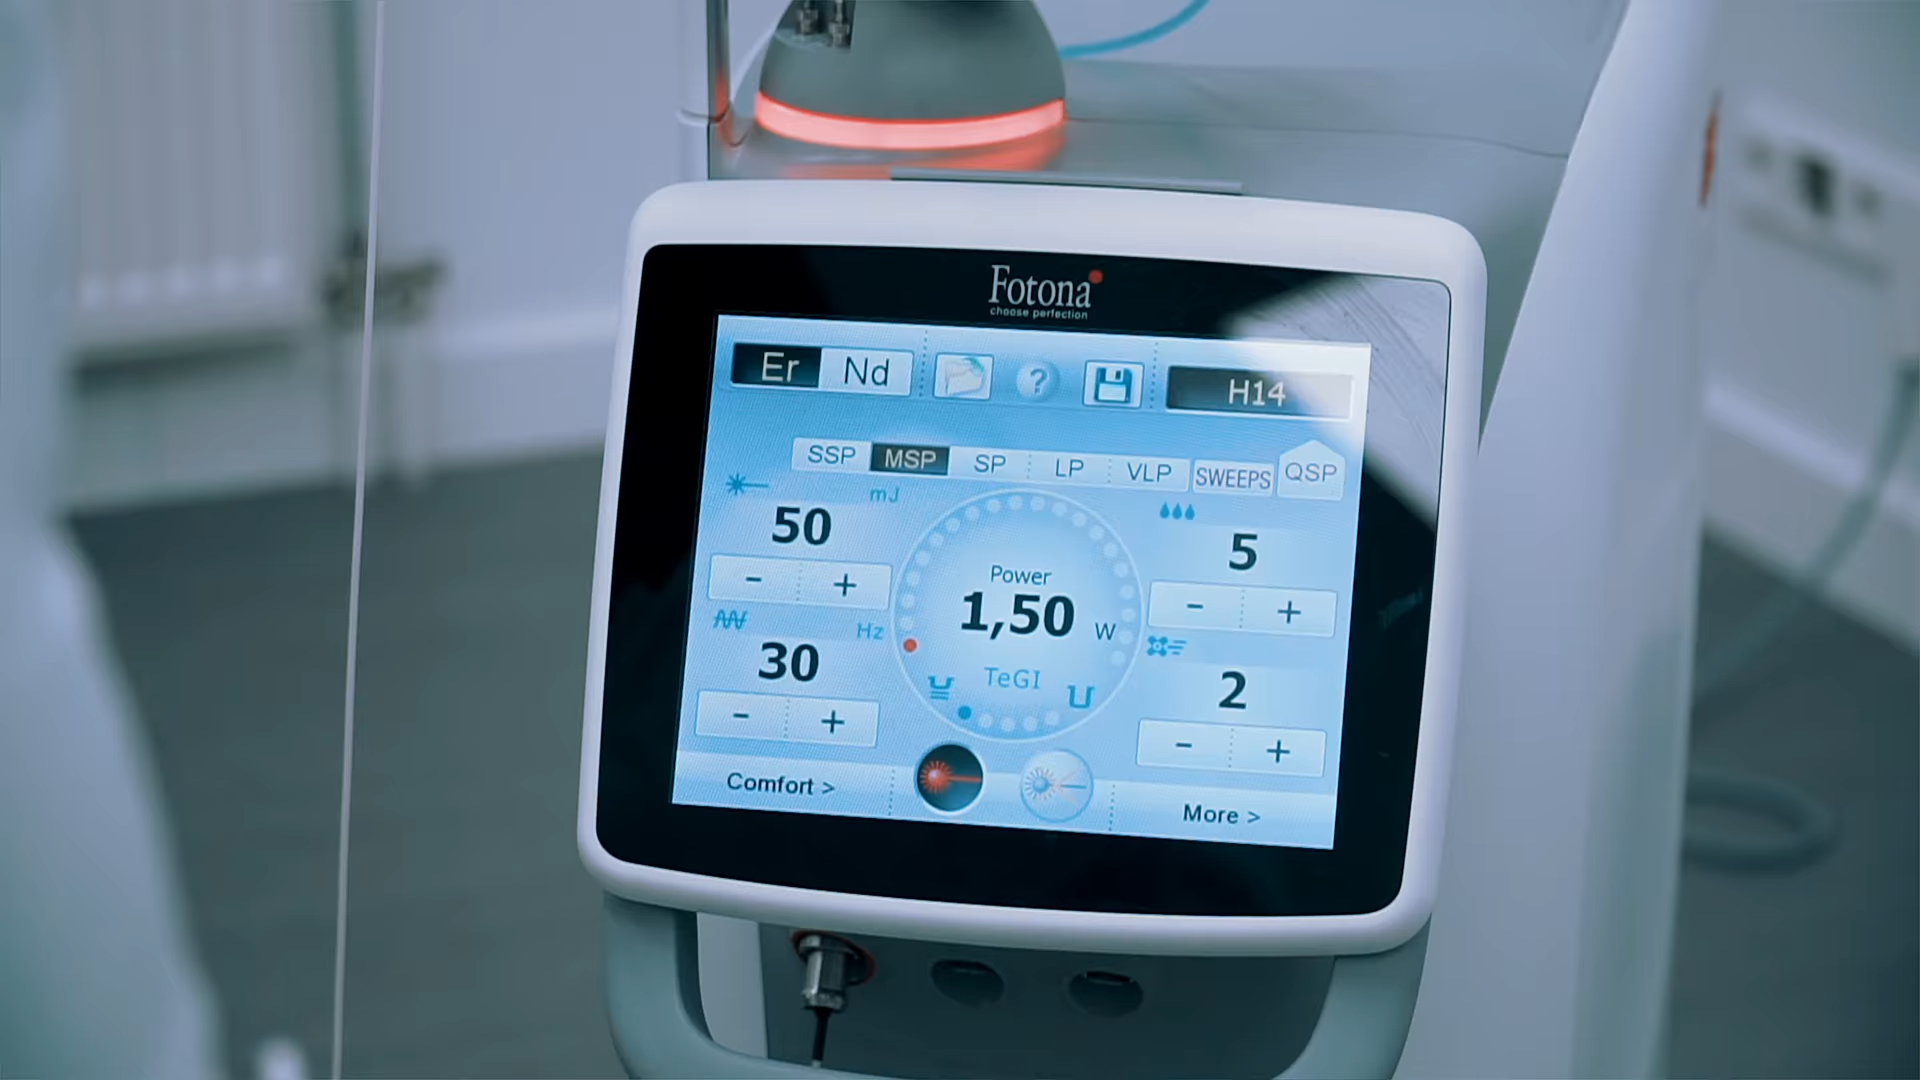 Fotona
choose perfection
Er Nd ? H14
SSP MSP SP LP VLP SWEEPS QSP
mJ
50 5
- + - +
Power
1,50 W
Hz
30 2
TeGI
- + - +
Comfort > More >